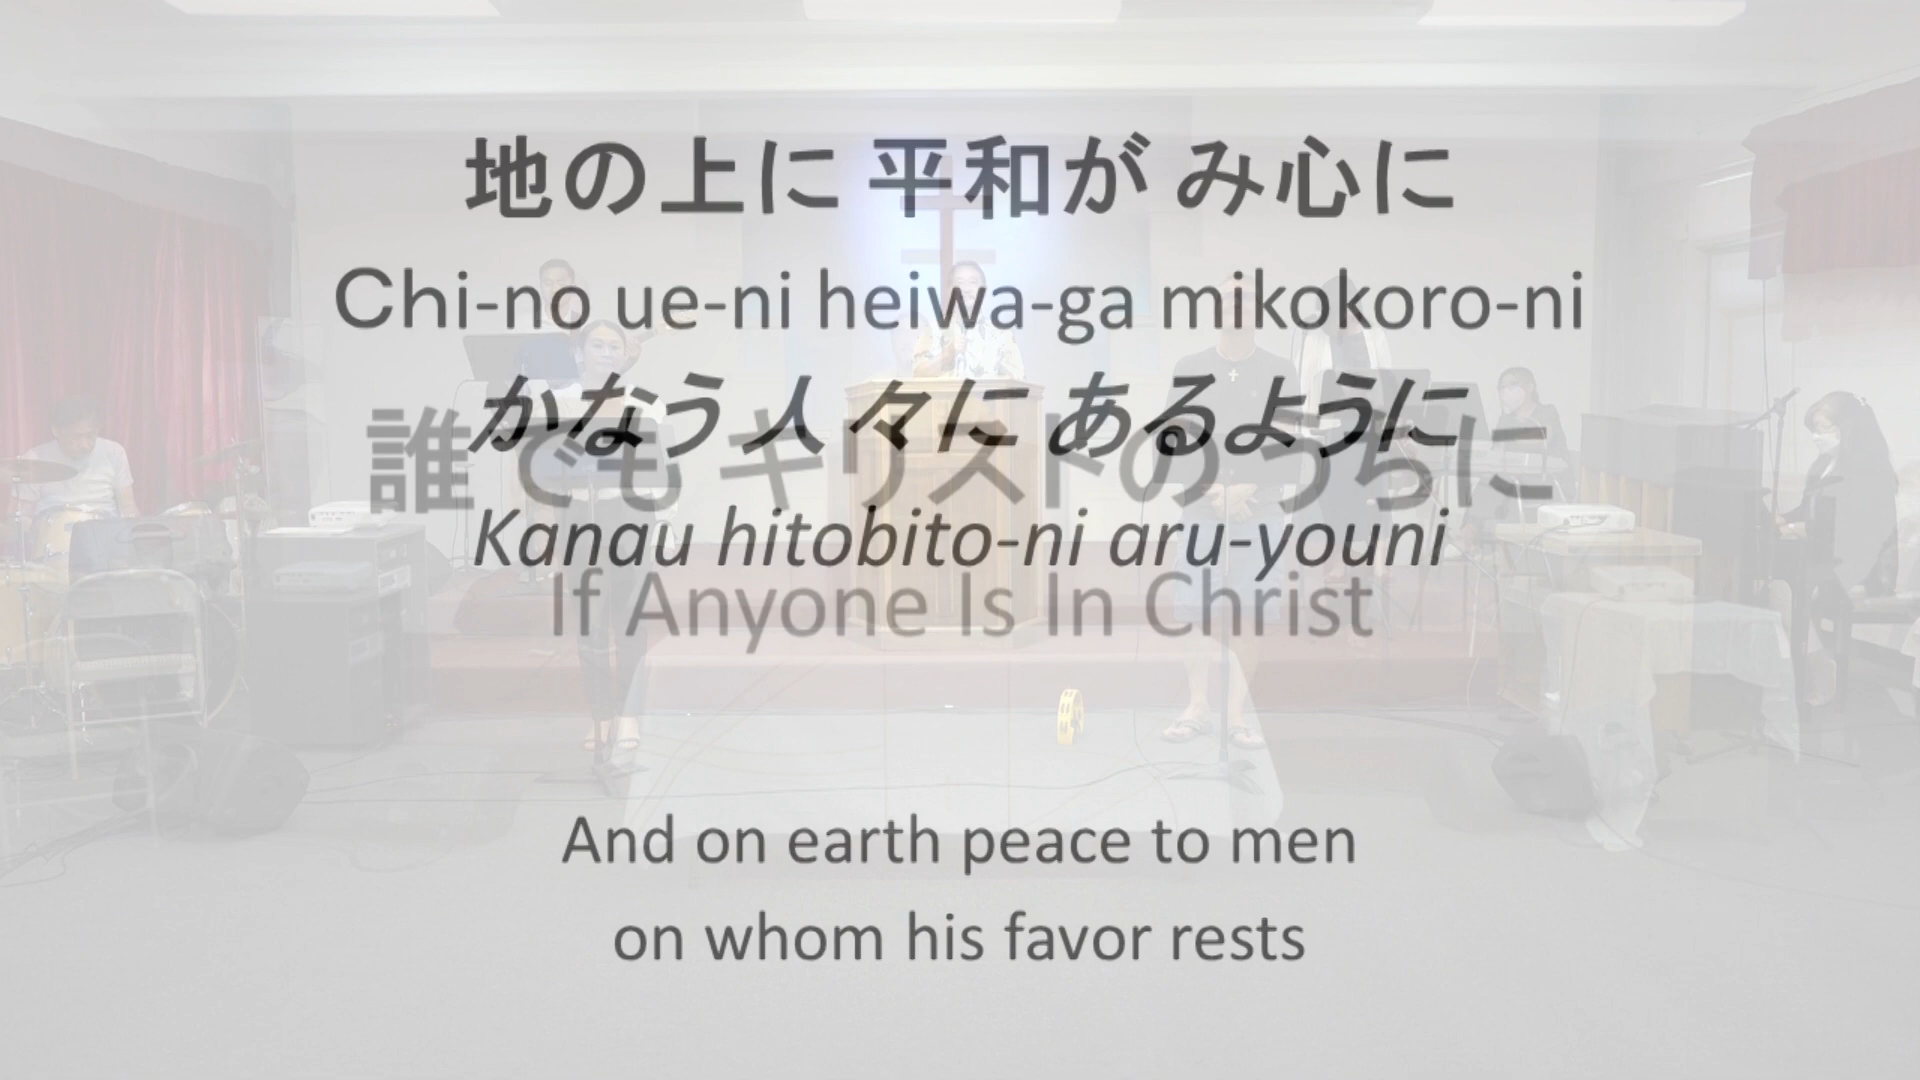 地の上に 平和が み心に
Chi-no ue-ni heiwa-ga mikokoro-ni
かなう 人々に あるように
誰でも キリストのうちに
Kanau hitobito-ni aru-youni
If Anyone Is In Christ
And on earth peace to men
on whom his favor rests